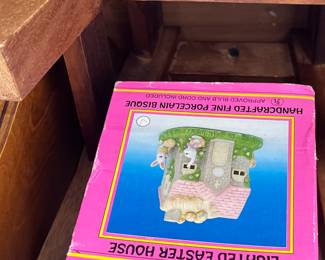 LIGHTED EASTER HOUSE
HANDCRAFTED FINE PORCELAIN BISQUE
APPROVED BULB AND CORD INCLUDED